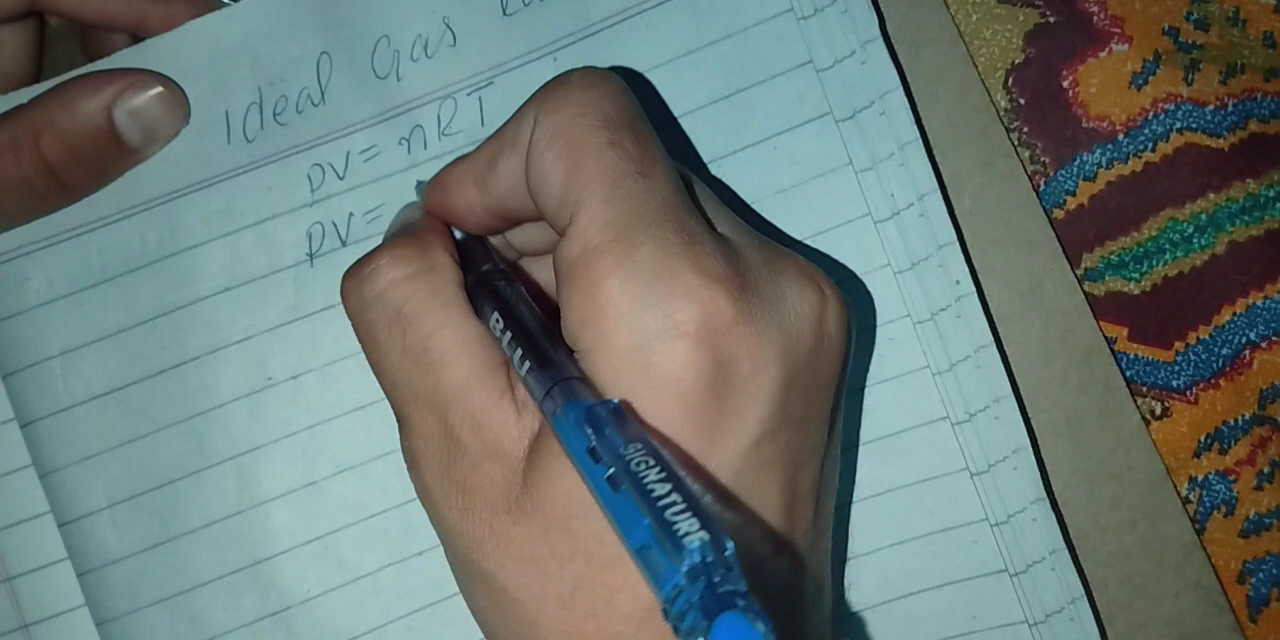 Ideal Gas
PV = nRT
PV =
BLU
SIGNATURE